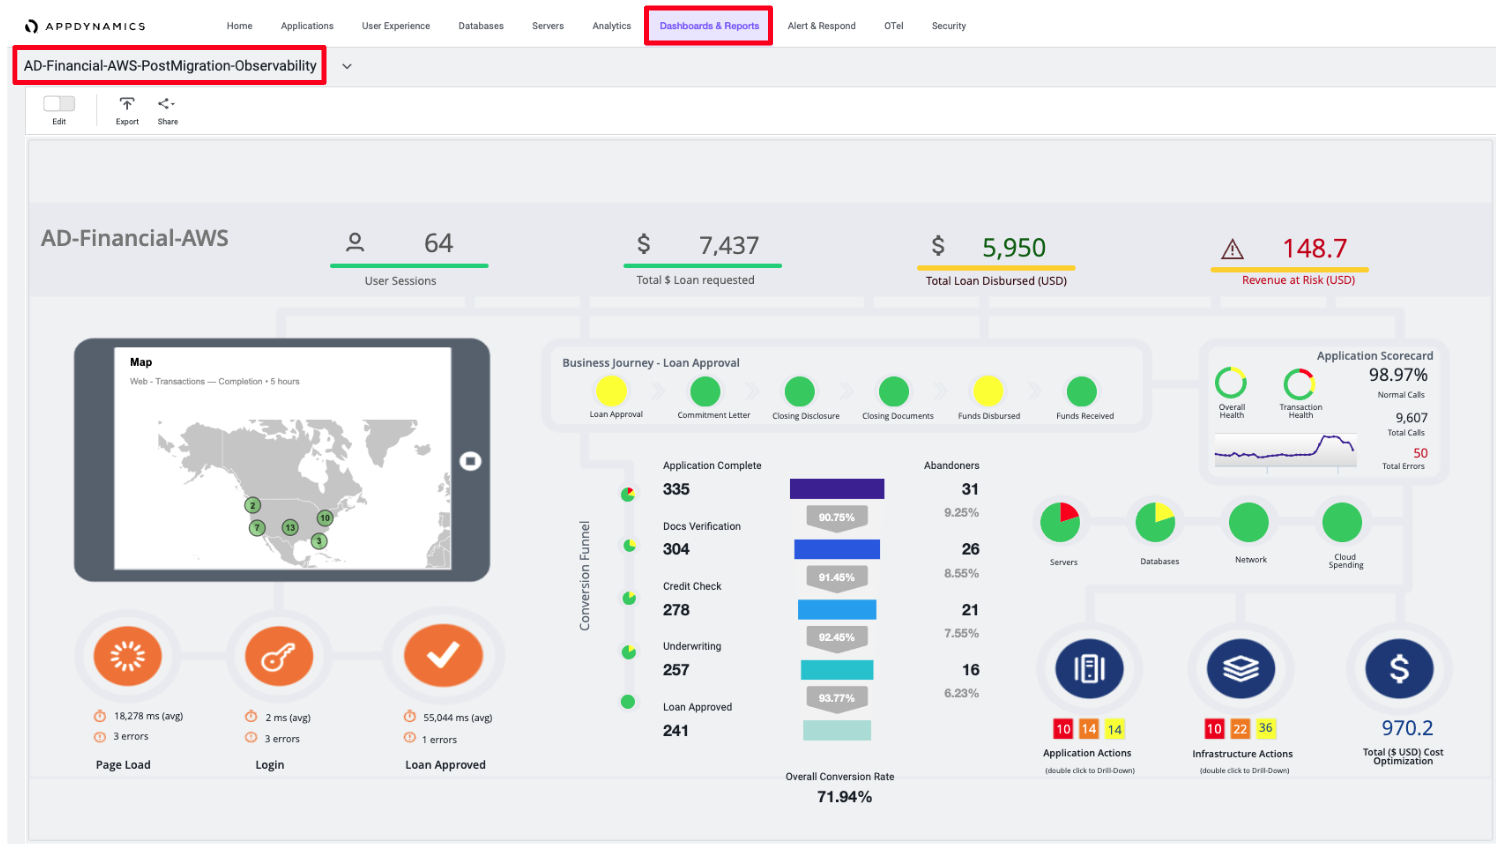 APPDYNAMICS
Home
Applications
User Experience
Databases
Servers
Analytics
Dashboards & Reports
Alert & Respond
OTel
Security
AD-Financial-AWS-PostMigration-Observability
Edit
Export
Share
AD-Financial-AWS
64
User Sessions
$ 7,437
Total $ Loan requested
$ 5,950
Total Loan Disbursed (USD)
148.7
Revenue at Risk (USD)
Map
Web - Transactions — Completion • 5 hours
2
7
13
10
3
Business Journey - Loan Approval
Loan Approval
Commitment Letter
Closing Disclosure
Closing Documents
Funds Disbursed
Funds Received
Application Scorecard
Overall
Health
Transaction
Health
98.97%
Normal Calls
9,607
Total Calls
50
Total Errors
Conversion Funnel
Application Complete
335
Abandoners
31
90.75%
9.25%
Docs Verification
304
26
91.45%
8.55%
Credit Check
278
21
92.45%
7.55%
Underwriting
257
16
93.77%
6.23%
Loan Approved
241
Overall Conversion Rate
71.94%
Servers
Databases
Network
Cloud
Spending
18,278 ms (avg)
3 errors
Page Load
2 ms (avg)
3 errors
Login
55,044 ms (avg)
1 errors
Loan Approved
10 14 14
Application Actions
(double click to Drill-Down)
10 22 36
Infrastructure Actions
(double click to Drill-Down)
$
970.2
Total ($ USD) Cost
Optimization